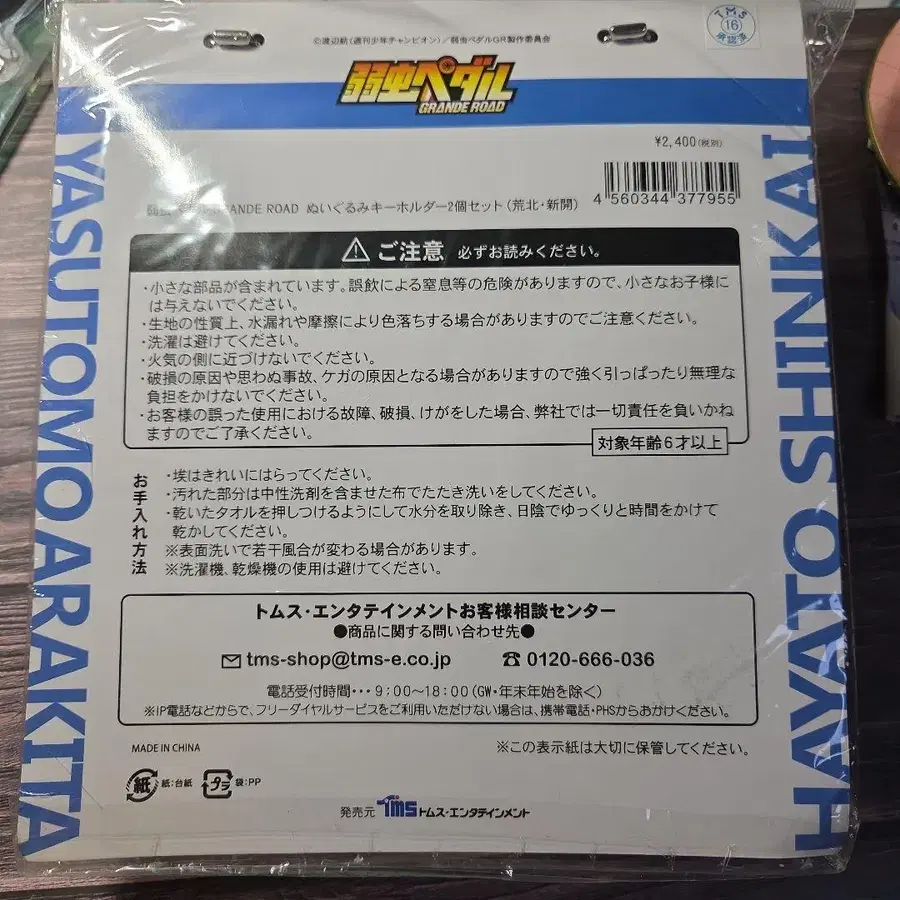 ©渡辺航(週刊少年チャンピオン)/弱虫ペダルGR製作委員会
TMS
16
承認済
弱虫ペダル
GRANDE ROAD
¥2,400(税別)
4 560344 377955
GRANDE ROAD ぬいぐるみキーホルダー2個セット(荒北・新開)
YASUTOMO ARAKITA
HAYATO SHINKAI
⚠ ご注意 必ずお読みください。
・小さな部品が含まれています。誤飲による窒息等の危険がありますので、小さなお子様に
は与えないでください。
・生地の性質上、水漏れや摩擦により色落ちする場合がありますのでご注意ください。
・洗濯は避けてください。
・火気の側に近づけないでください。
・破損の原因や思わぬ事故、ケガの原因となる場合がありますので強く引っぱったり無理な
負担をかけないでください。
・お客様の誤った使用における故障、破損、けがをした場合、弊社では一切責任を負いかね
ますのでご了承ください。
対象年齢6才以上
お手入れ方法
・埃はきれいにはらってください。
・汚れた部分は中性洗剤を含ませた布でたたき洗いをしてください。
・乾いたタオルを押しつけるようにして水分を取り除き、日陰でゆっくりと時間をかけて
乾かしてください。
※表面洗いで若干風合が変わる場合があります。
※洗濯機、乾燥機の使用は避けてください。
トムス・エンタテインメントお客様相談センター
●商品に関する問い合わせ先●
✉ tms-shop@tms-e.co.jp ☎ 0120-666-036
電話受付時間・・・9:00〜18:00(GW・年末年始を除く)
※IP電話などからで、フリーダイヤルサービスをご利用いただけない場合は、携帯電話・PHSからおかけください。
MADE IN CHINA
※この表示紙は大切に保管してください。
紙 紙:台紙 プラ 袋:PP
発売元 TMS トムス・エンタテインメント